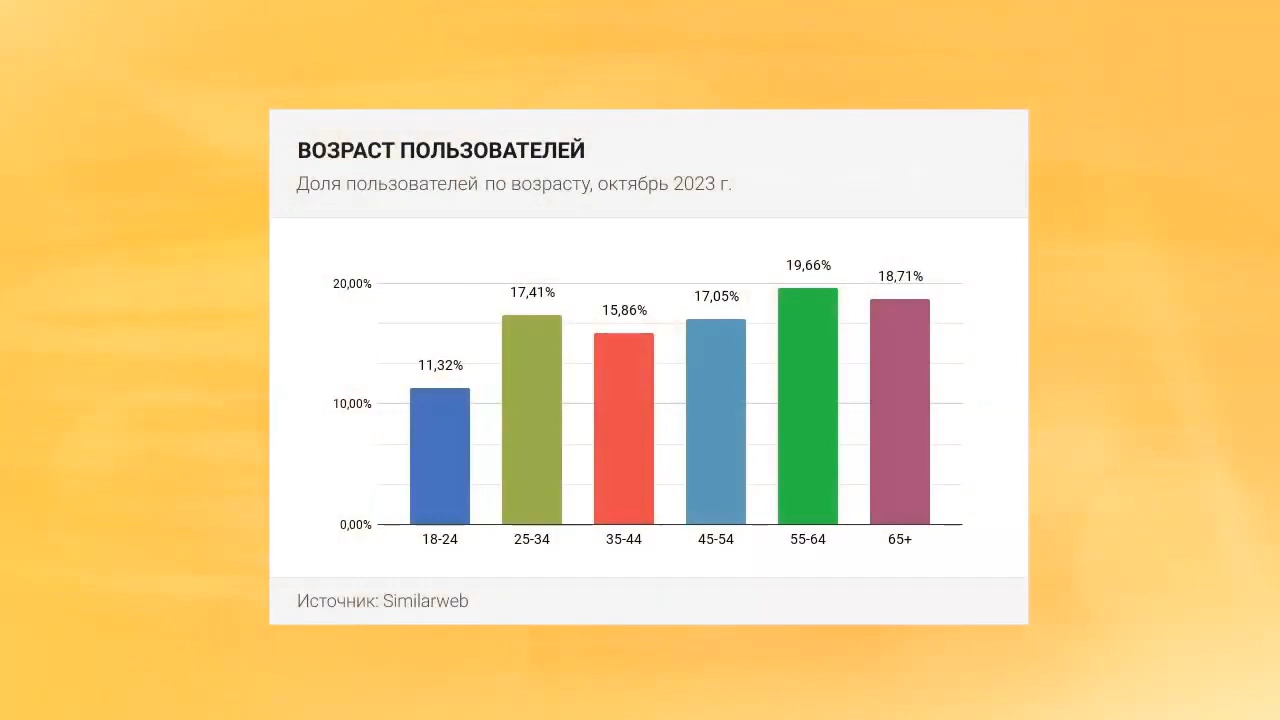 ВОЗРАСТ ПОЛЬЗОВАТЕЛЕЙ
Доля пользователей по возрасту, октябрь 2023 г.
19,66%
18,71%
20,00%
17,41%
17,05%
15,86%
11,32%
10,00%
0,00%
18-24 25-34 35-44 45-54 55-64 65+
Источник: Similarweb